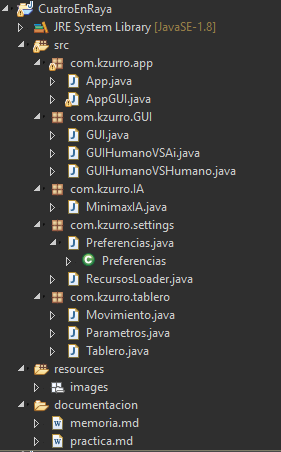 CuatroEnRaya
JRE System Library [JavaSE-1.8]
src
com.kzurro.app
App.java
AppGUI.java
com.kzurro.GUI
GUI.java
GUIHumanoVSAi.java
GUIHumanoVSHumano.java
com.kzurro.IA
MinimaxIA.java
com.kzurro.settings
Preferencias.java
Preferencias
RecursosLoader.java
com.kzurro.tablero
Movimiento.java
Parametros.java
Tablero.java
resources
images
documentacion
memoria.md
practica.md